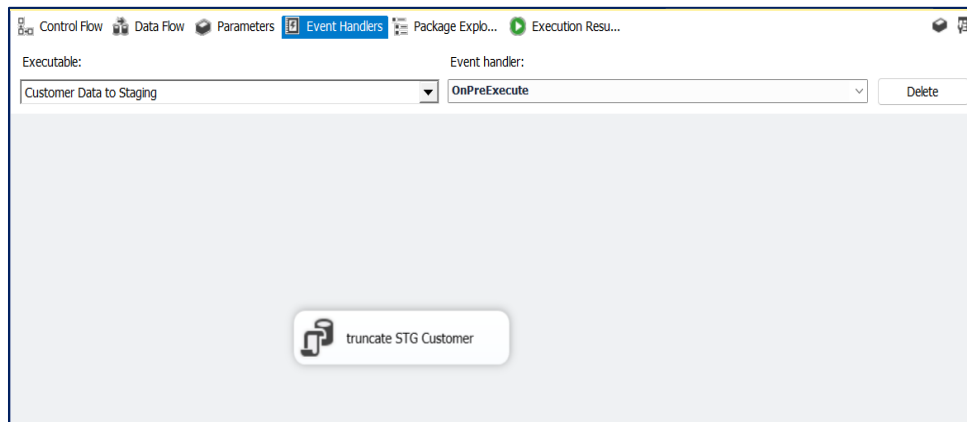 Control Flow Data Flow Parameters Event Handlers Package Explo... Execution Resu...
Executable: Event handler:
Customer Data to Staging OnPreExecute Delete
truncate STG Customer